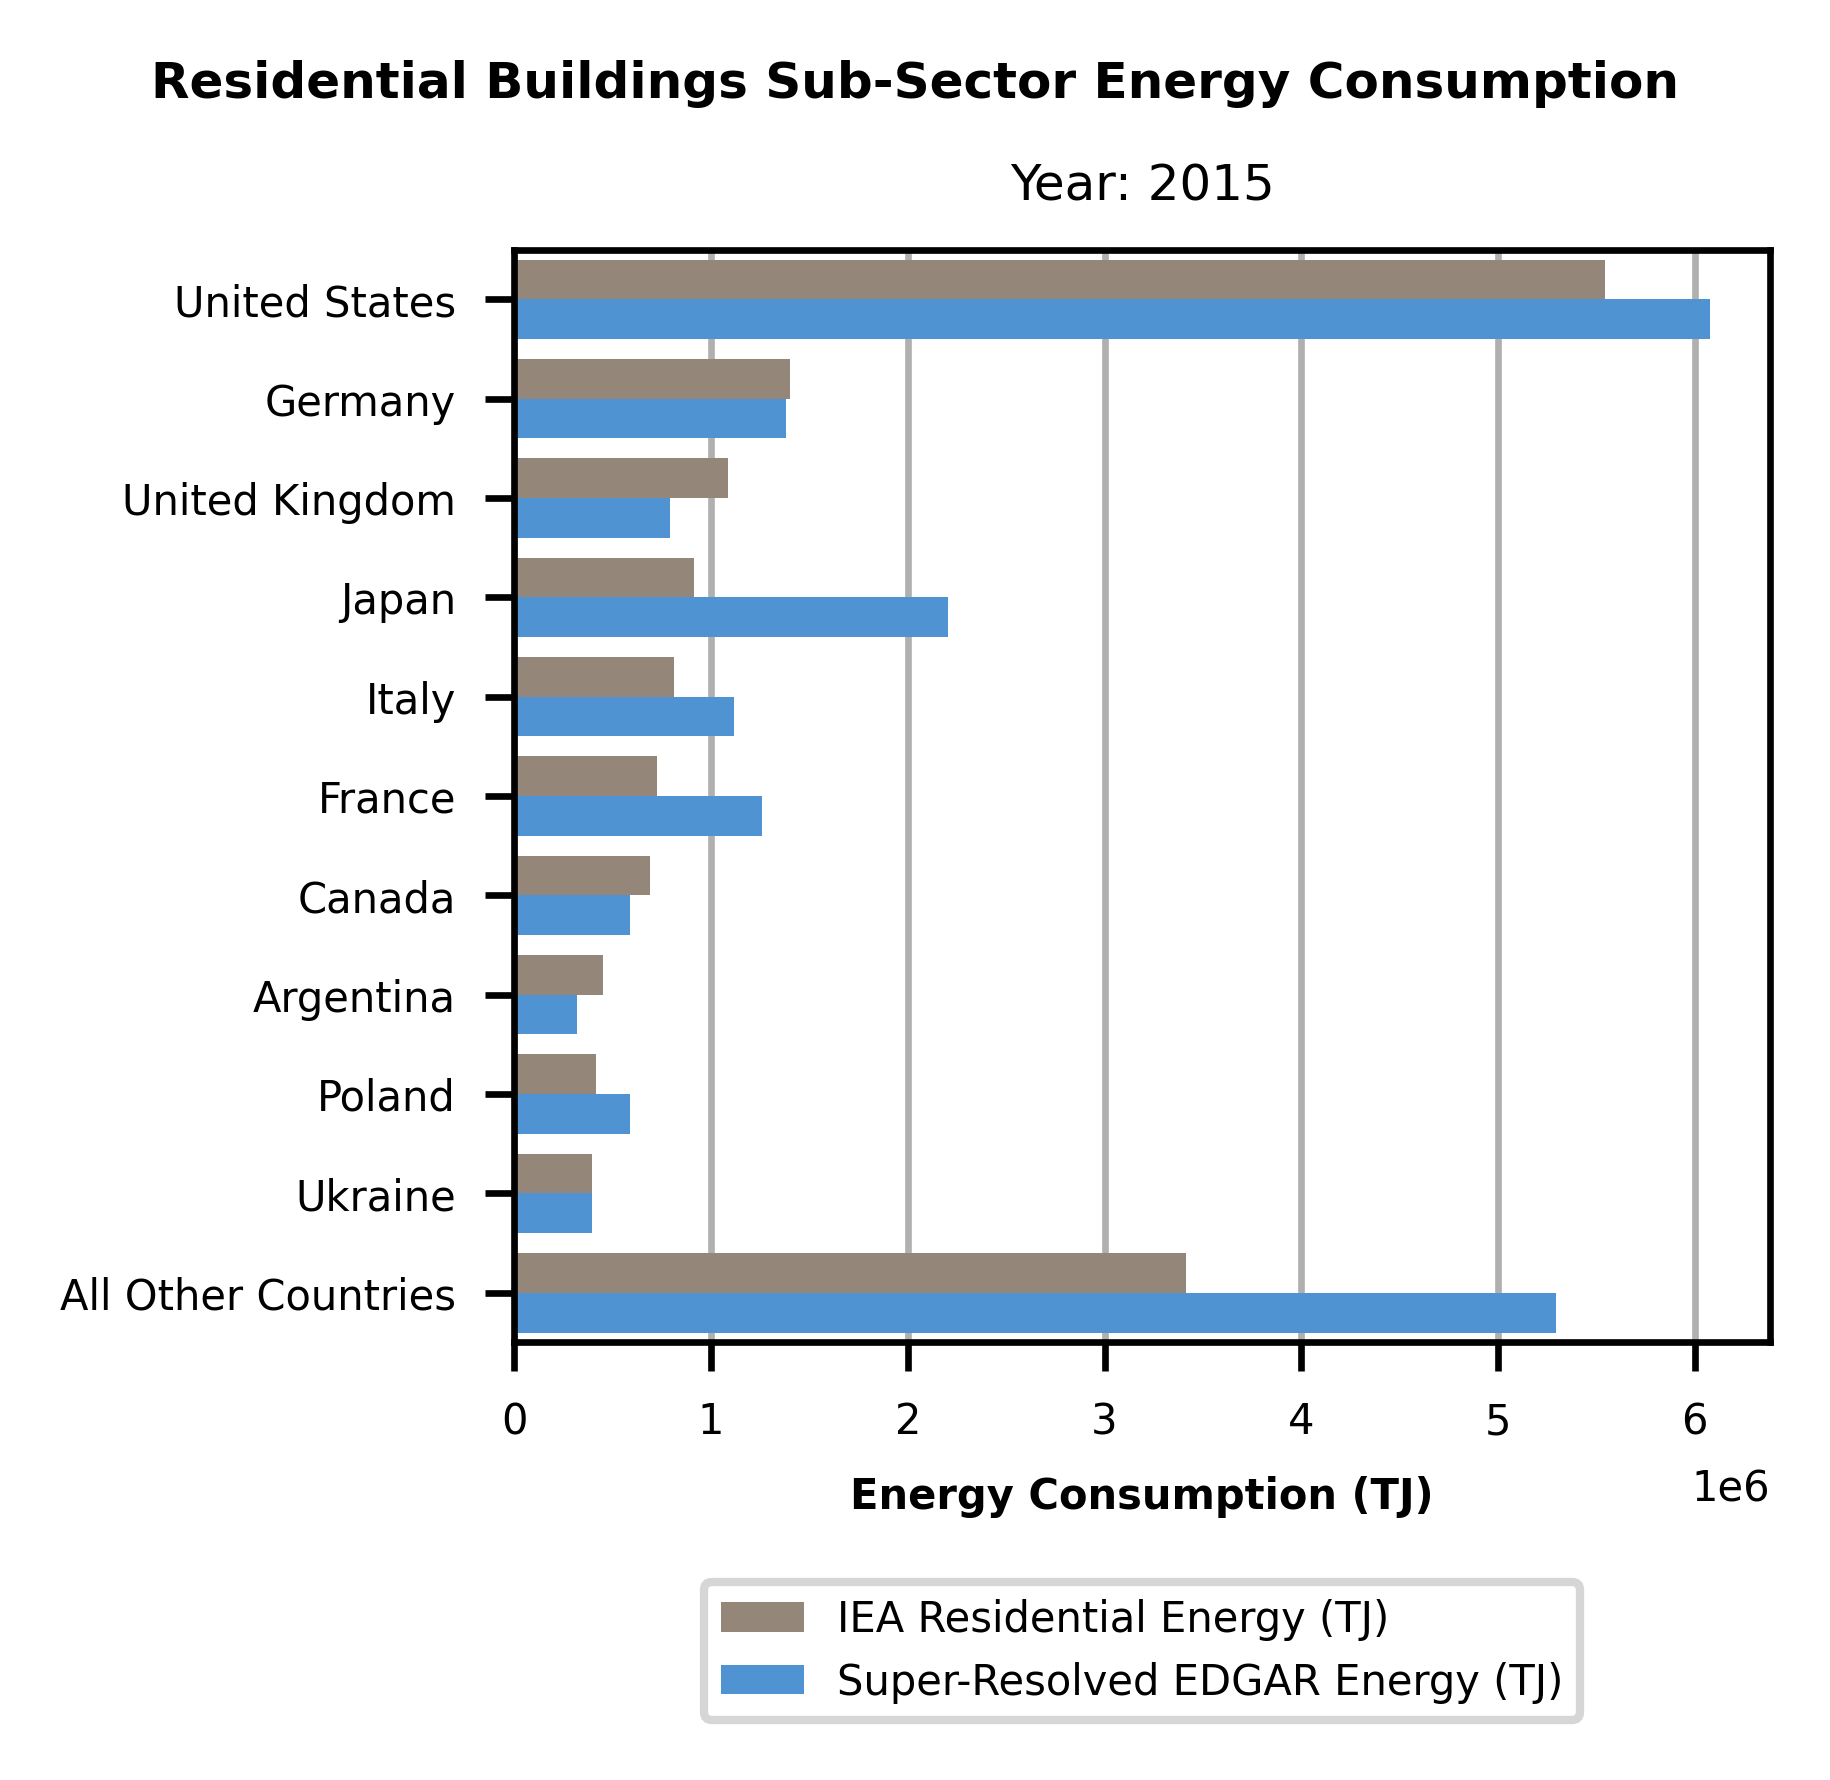 Residential Buildings Sub-Sector Energy Consumption
Year: 2015
United States
Germany
United Kingdom
Japan
Italy
France
Canada
Argentina
Poland
Ukraine
All Other Countries
0 1 2 3 4 5 6
1e6
Energy Consumption (TJ)
IEA Residential Energy (TJ)
Super-Resolved EDGAR Energy (TJ)